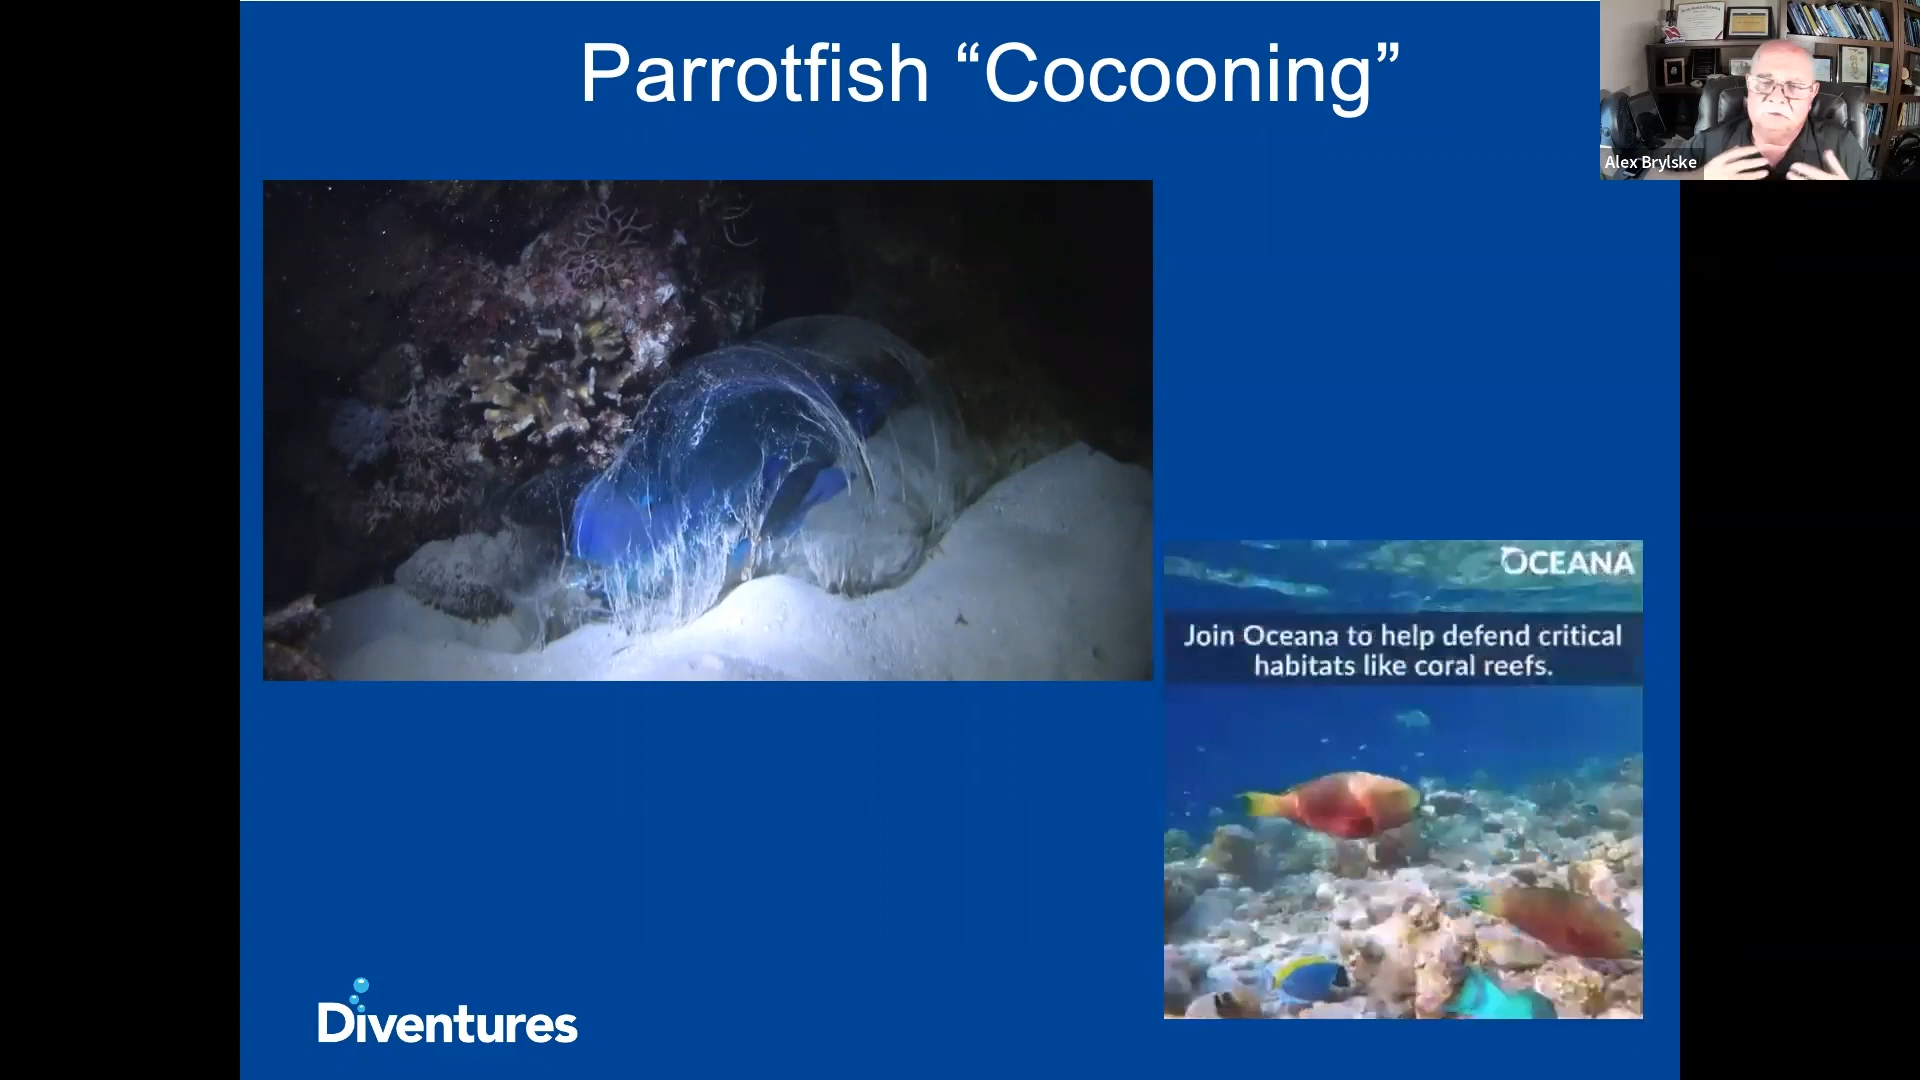 Parrotfish “Cocooning”
Alex Brylske
OCEANA
Join Oceana to help defend critical
habitats like coral reefs.
Diventures